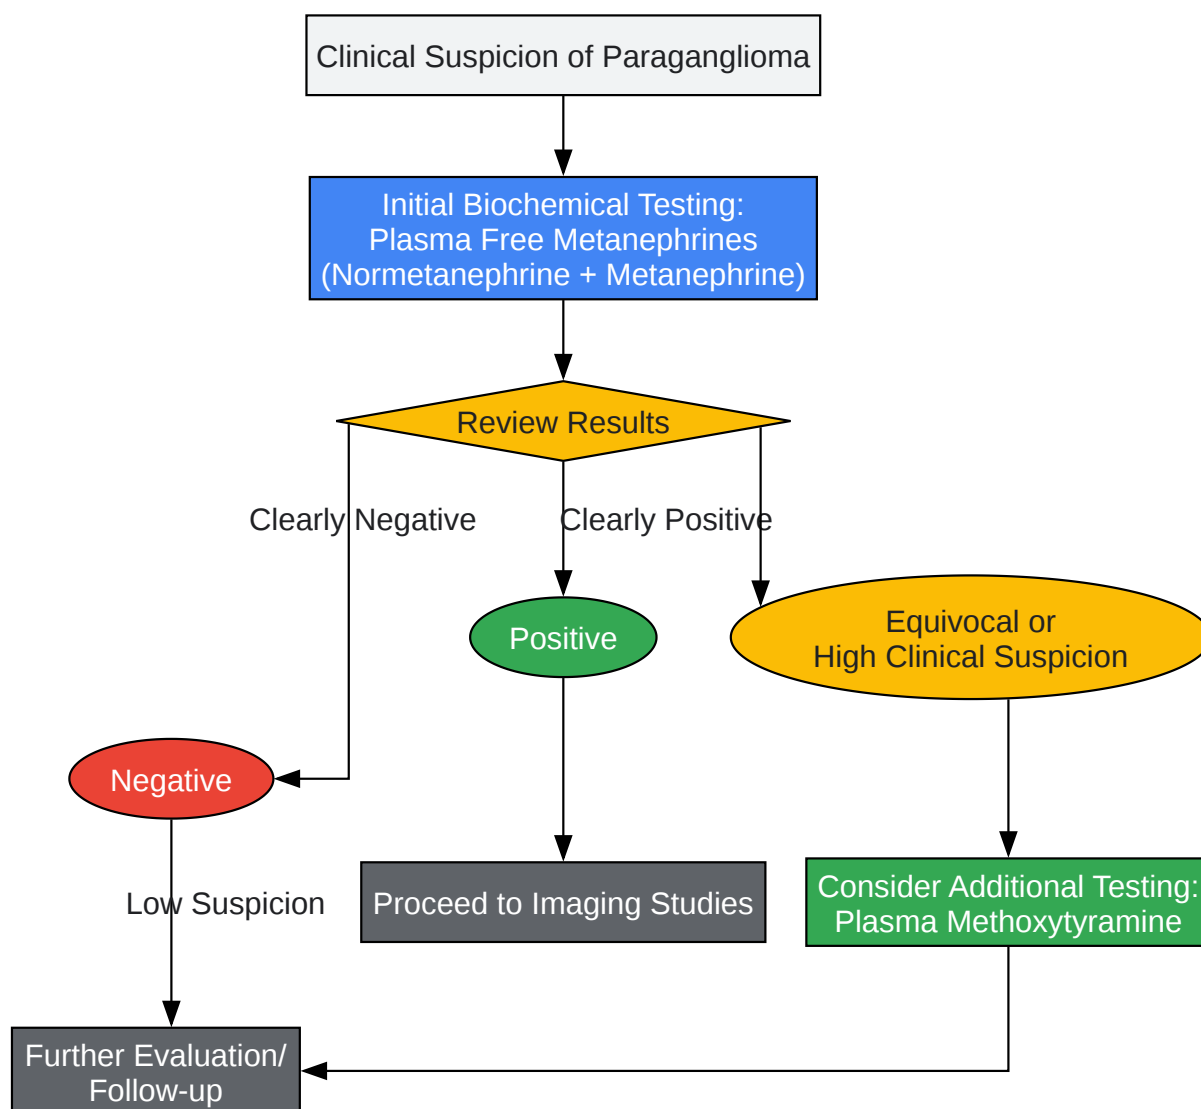 Clinical Suspicion of Paraganglioma
Initial Biochemical Testing:
Plasma Free Metanephrines
(Normetanephrine + Metanephrine)
Review Results
Clearly Negative
Clearly Positive
Positive
Equivocal or
High Clinical Suspicion
Negative
Low Suspicion
Proceed to Imaging Studies
Consider Additional Testing:
Plasma Methoxytyramine
Further Evaluation/
Follow-up